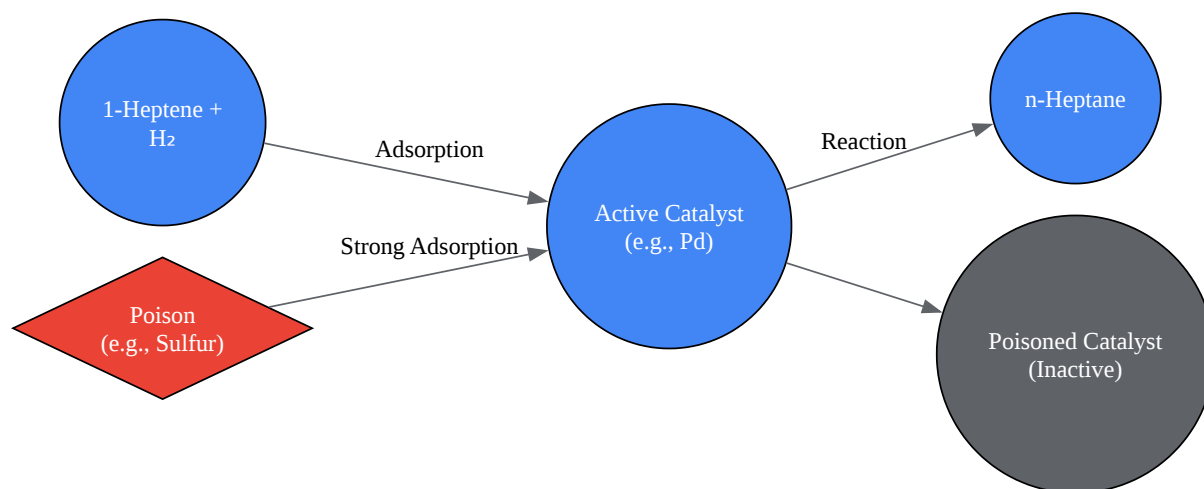 1-Heptene +
H₂
Adsorption
Poison
(e.g., Sulfur)
Strong Adsorption
Active Catalyst
(e.g., Pd)
Reaction
n-Heptane
Poisoned Catalyst
(Inactive)